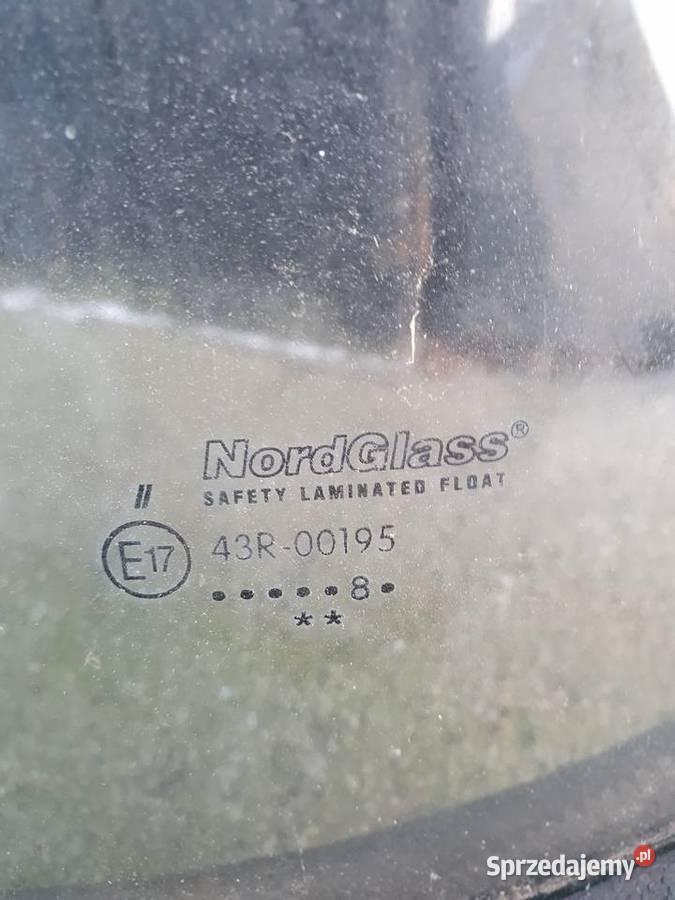 NordGlass®
SAFETY LAMINATED FLOAT
II
E17 43R-00195
•••••8•
**
Sprzedajemy.pl